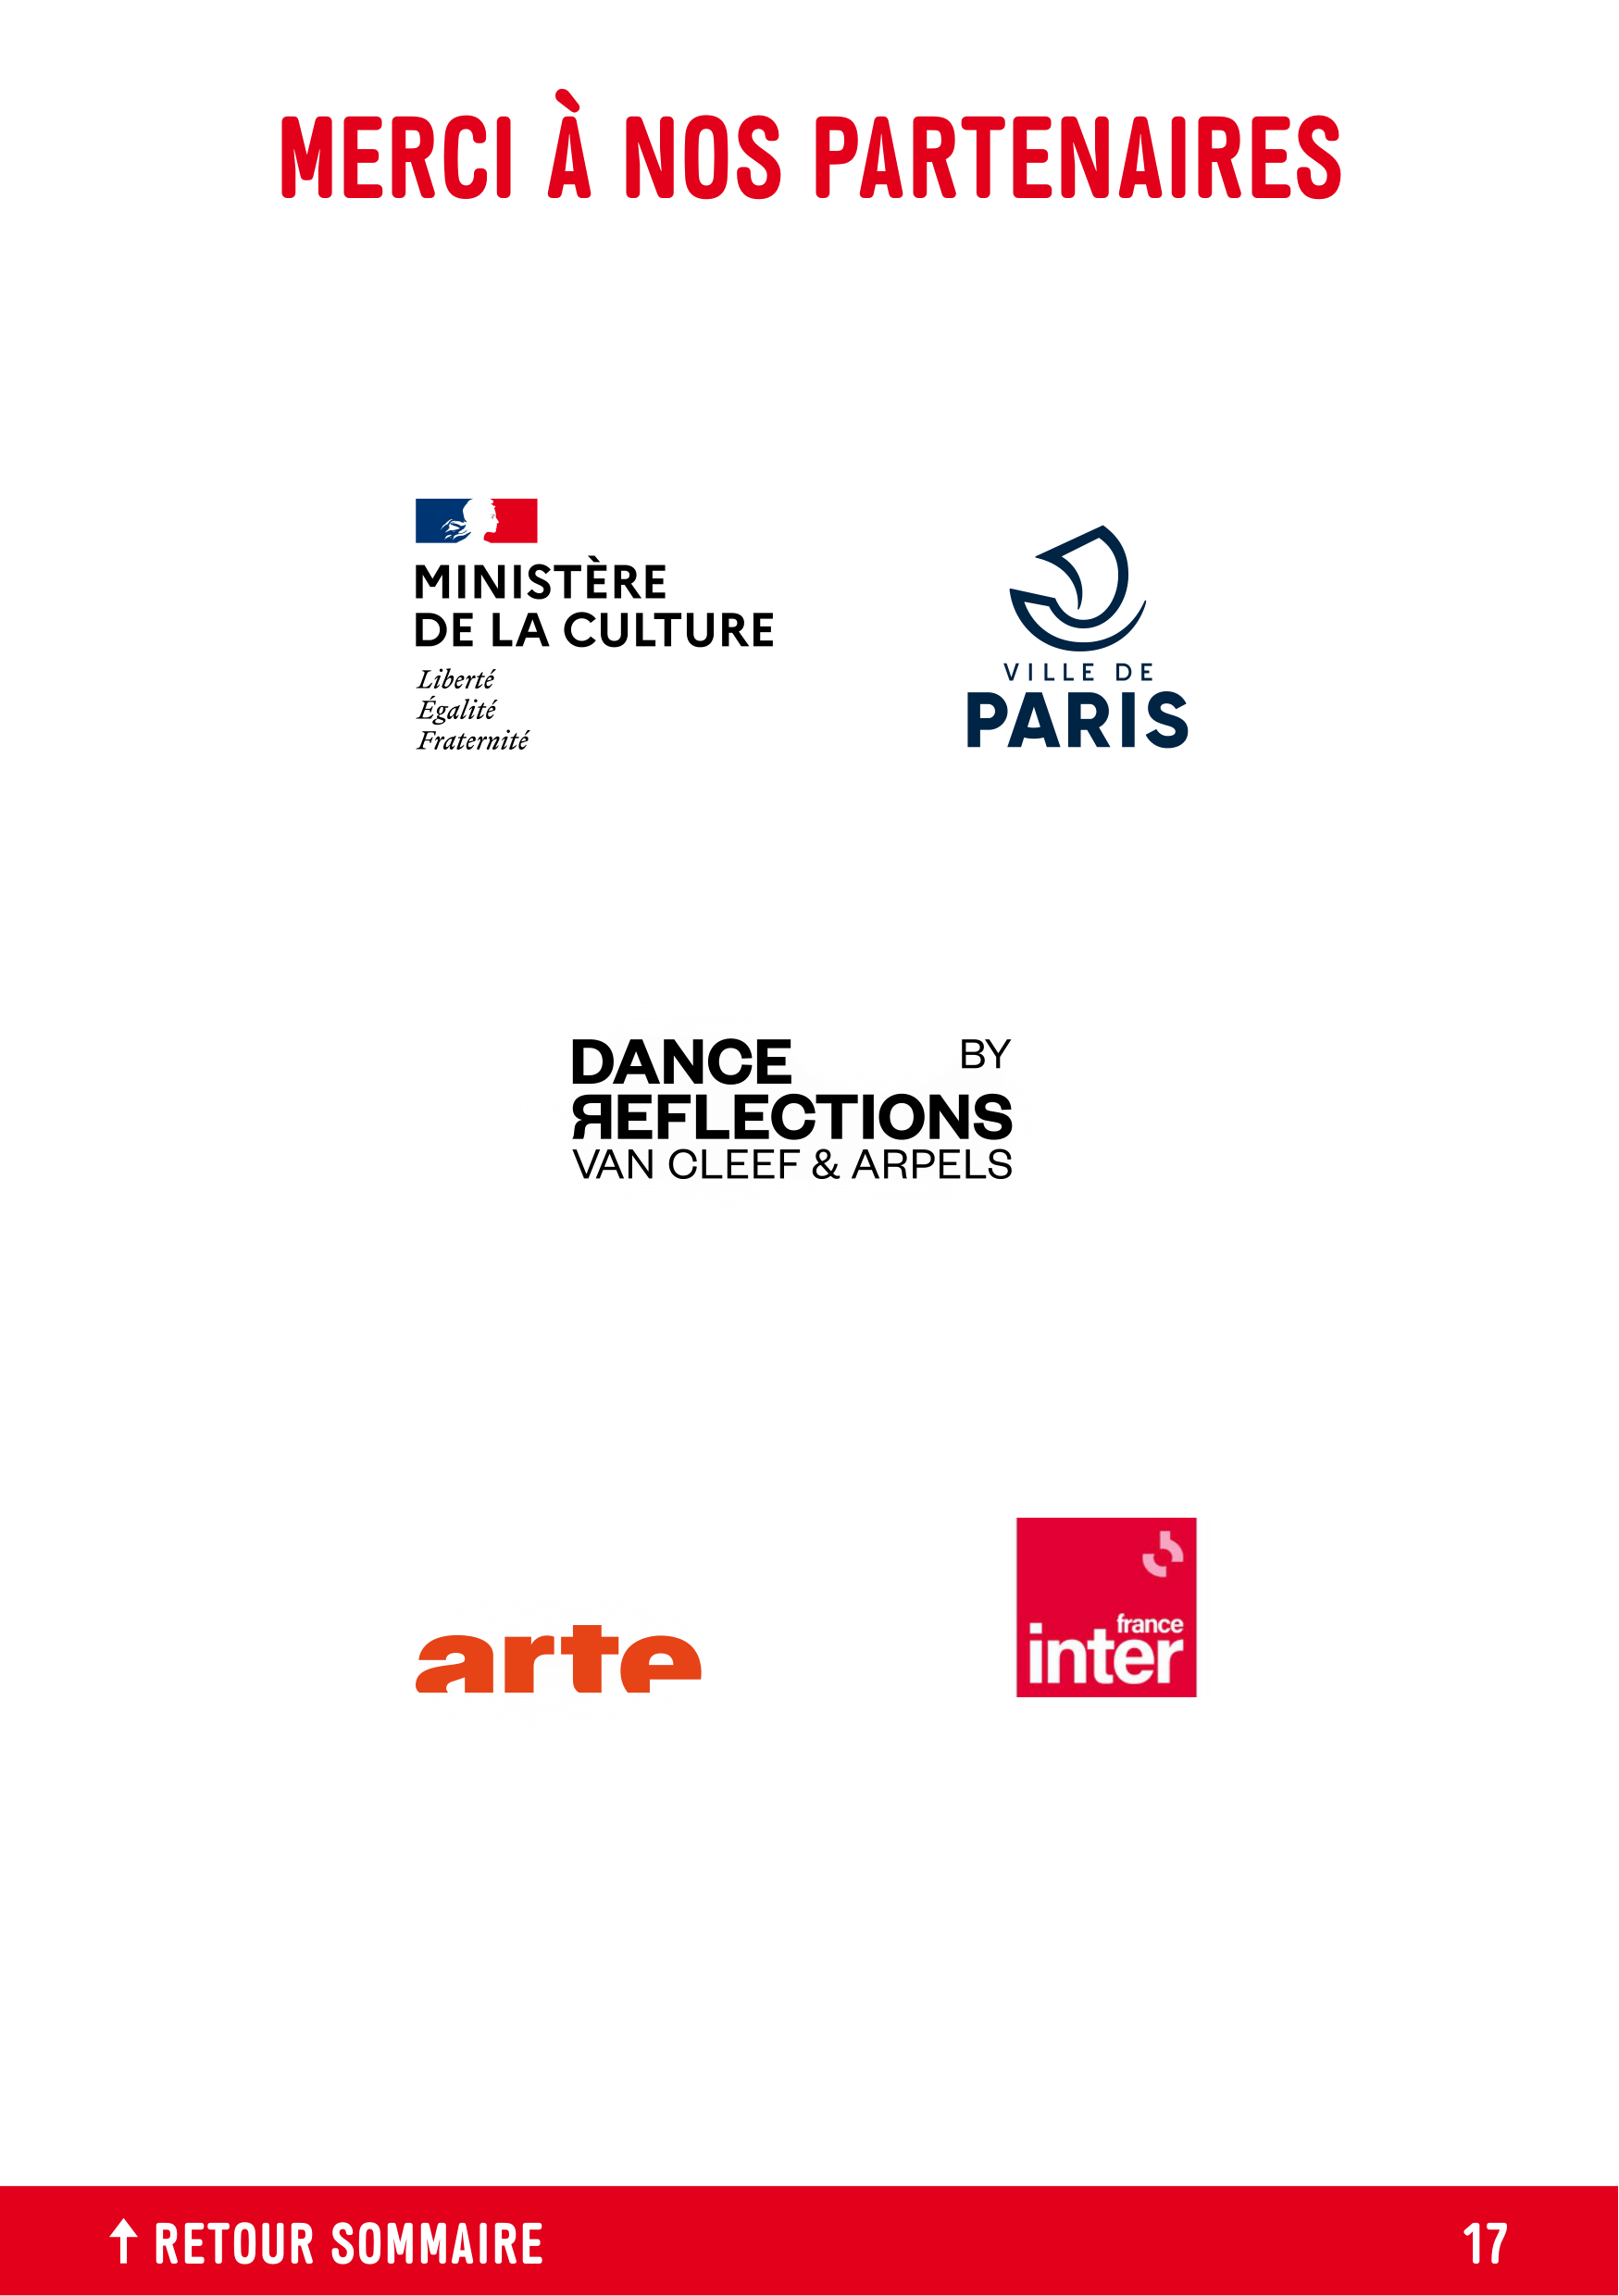 MERCI À NOS PARTENAIRES
MINISTÈRE
DE LA CULTURE
Liberté
Égalité
Fraternité
VILLE DE
PARIS
DANCE BY
REFLECTIONS
VAN CLEEF & ARPELS
arte
france
inter
RETOUR SOMMAIRE
17